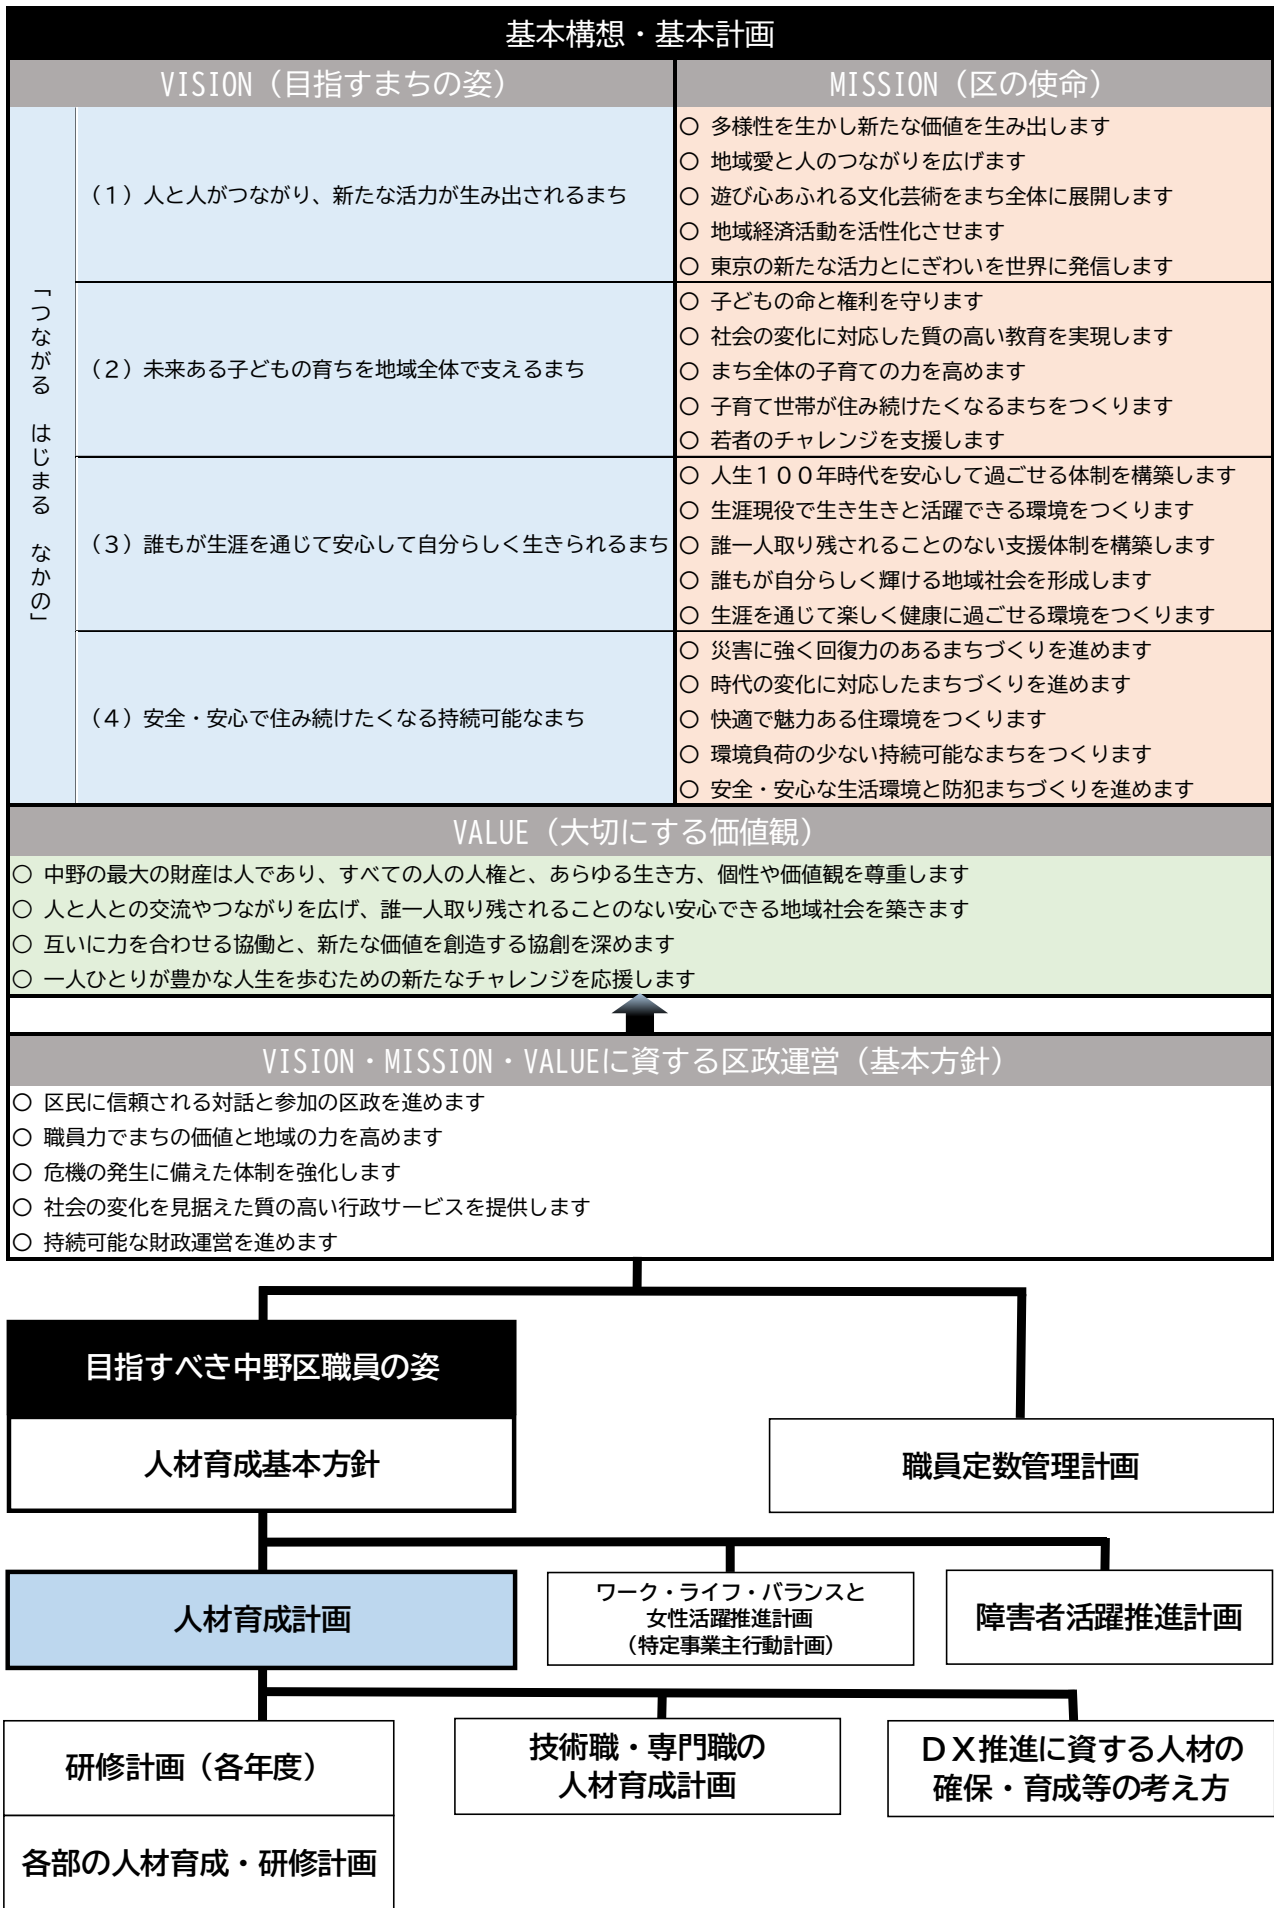 基本構想・基本計画
VISION（目指すまちの姿）
MISSION（区の使命）
「つながる　はじまる　なかの」
（１）人と人がつながり、新たな活力が生み出されるまち
〇 多様性を生かし新たな価値を生み出します
〇 地域愛と人のつながりを広げます
〇 遊び心あふれる文化芸術をまち全体に展開します
〇 地域経済活動を活性化させます
〇 東京の新たな活力とにぎわいを世界に発信します
（２）未来ある子どもの育ちを地域全体で支えるまち
〇 子どもの命と権利を守ります
〇 社会の変化に対応した質の高い教育を実現します
〇 まち全体の子育ての力を高めます
〇 子育て世帯が住み続けたくなるまちをつくります
〇 若者のチャレンジを支援します
（３）誰もが生涯を通じて安心して自分らしく生きられるまち
〇 人生１００年時代を安心して過ごせる体制を構築します
〇 生涯現役で生き生きと活躍できる環境をつくります
〇 誰一人取り残されることのない支援体制を構築します
〇 誰もが自分らしく輝ける地域社会を形成します
〇 生涯を通じて楽しく健康に過ごせる環境をつくります
（４）安全・安心で住み続けたくなる持続可能なまち
〇 災害に強く回復力のあるまちづくりを進めます
〇 時代の変化に対応したまちづくりを進めます
〇 快適で魅力ある住環境をつくります
〇 環境負荷の少ない持続可能なまちをつくります
〇 安全・安心な生活環境と防犯まちづくりを進めます
VALUE（大切にする価値観）
〇 中野の最大の財産は人であり、すべての人の人権と、あらゆる生き方、個性や価値観を尊重します
〇 人と人との交流やつながりを広げ、誰一人取り残されることのない安心できる地域社会を築きます
〇 互いに力を合わせる協働と、新たな価値を創造する協創を深めます
〇 一人ひとりが豊かな人生を歩むための新たなチャレンジを応援します
VISION・MISSION・VALUEに資する区政運営（基本方針）
〇 区民に信頼される対話と参加の区政を進めます
〇 職員力でまちの価値と地域の力を高めます
〇 危機の発生に備えた体制を強化します
〇 社会の変化を見据えた質の高い行政サービスを提供します
〇 持続可能な財政運営を進めます
目指すべき中野区職員の姿
人材育成基本方針
職員定数管理計画
人材育成計画
ワーク・ライフ・バランスと
女性活躍推進計画
（特定事業主行動計画）
障害者活躍推進計画
研修計画（各年度）
各部の人材育成・研修計画
技術職・専門職の
人材育成計画
ＤＸ推進に資する人材の
確保・育成等の考え方